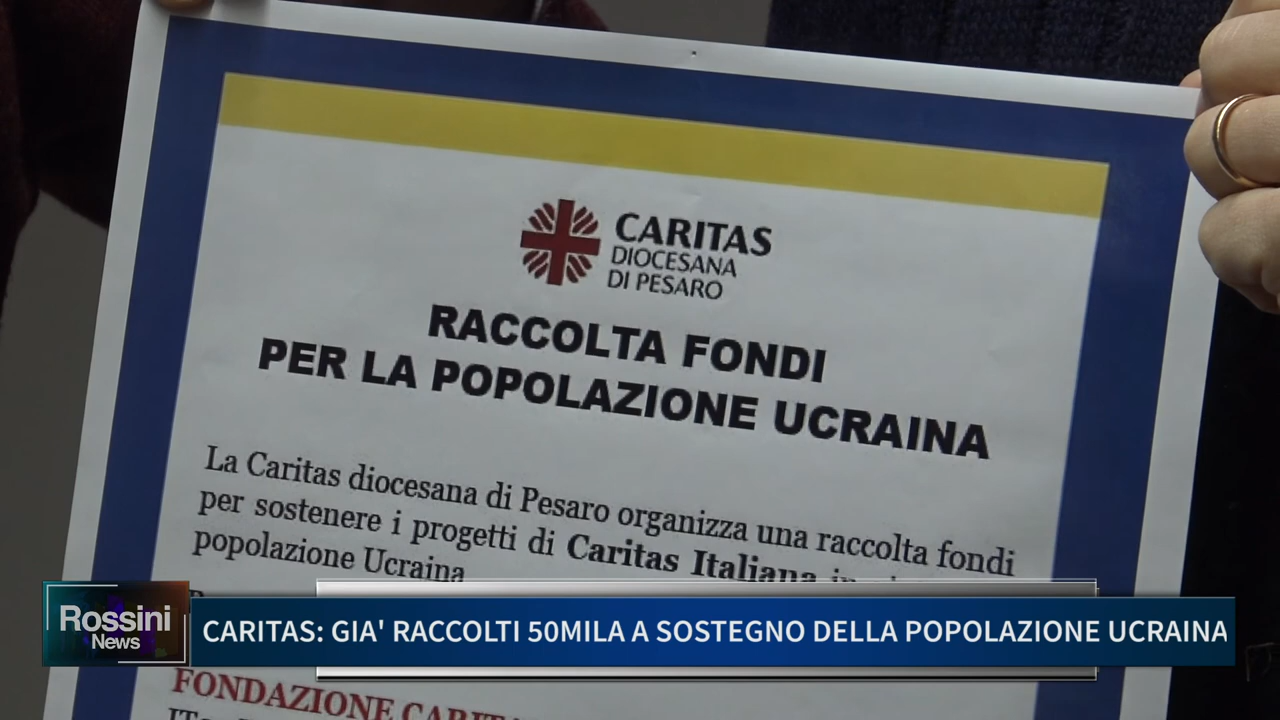 CARITAS
DIOCESANA
DI PESARO
RACCOLTA FONDI
PER LA POPOLAZIONE UCRAINA
La Caritas diocesana di Pesaro organizza una raccolta fondi
per sostenere i progetti di Caritas Italiana
popolazione Ucraina
Rossini
News
CARITAS: GIA' RACCOLTI 50MILA A SOSTEGNO DELLA POPOLAZIONE UCRAINA
FONDAZIONE